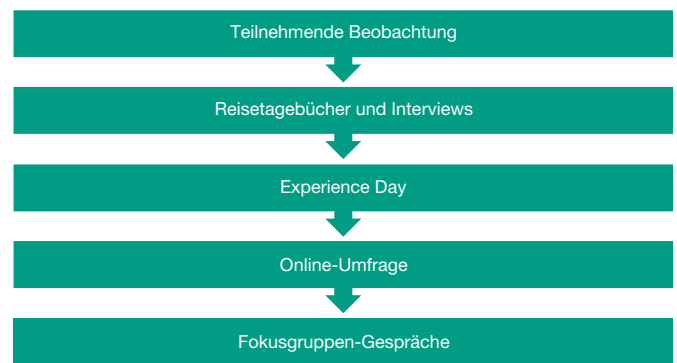 Teilnehmende Beobachtung
Reisetagebücher und Interviews
Experience Day
Online-Umfrage
Fokusgruppen-Gespräche